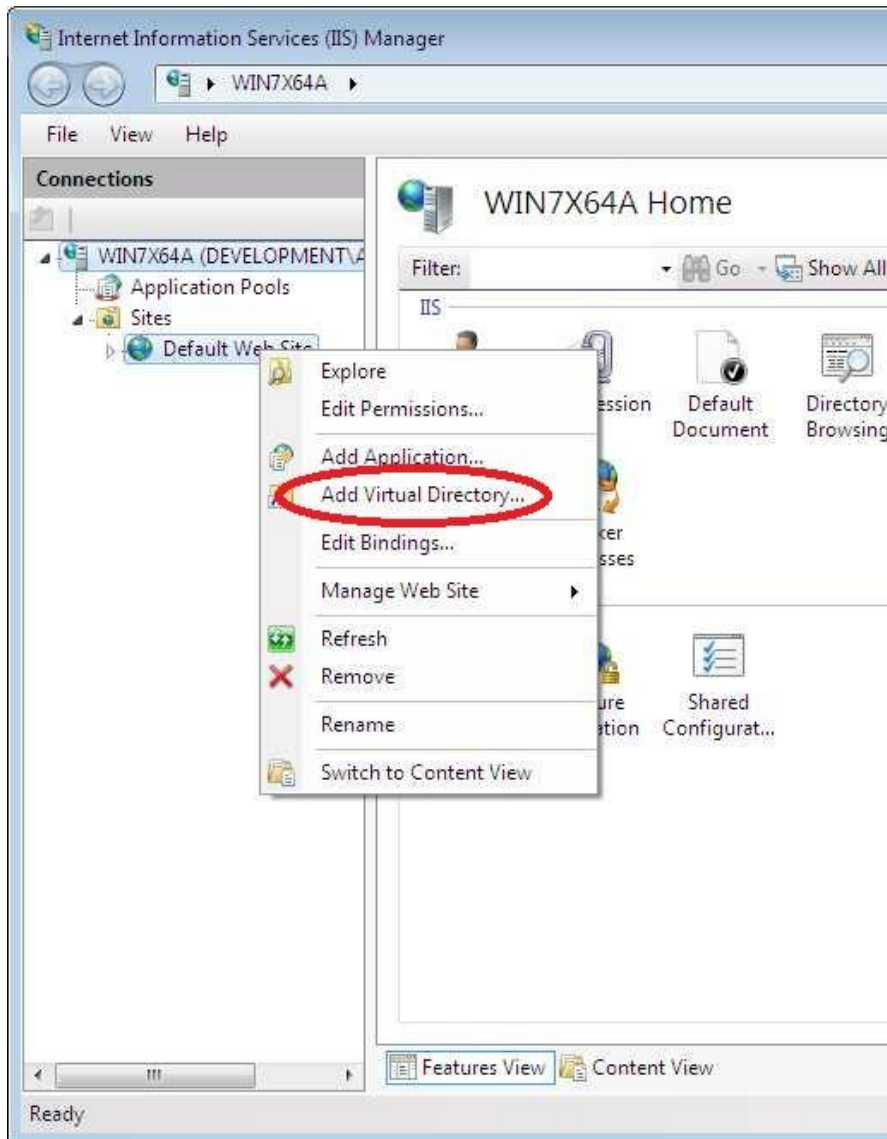 Internet Information Services (IIS) Manager
WIN7X64A
File View Help
Connections
WIN7X64A (DEVELOPMENT\A
Application Pools
Sites
Default Web Site
WIN7X64A Home
Filter: Go Show All
IIS
ession
Default Document
Directory Browsing
cer
sses
ure
ation
Shared Configurat...
Explore
Edit Permissions...
Add Application...
Add Virtual Directory...
Edit Bindings...
Manage Web Site
Refresh
Remove
Rename
Switch to Content View
Features View Content View
Ready